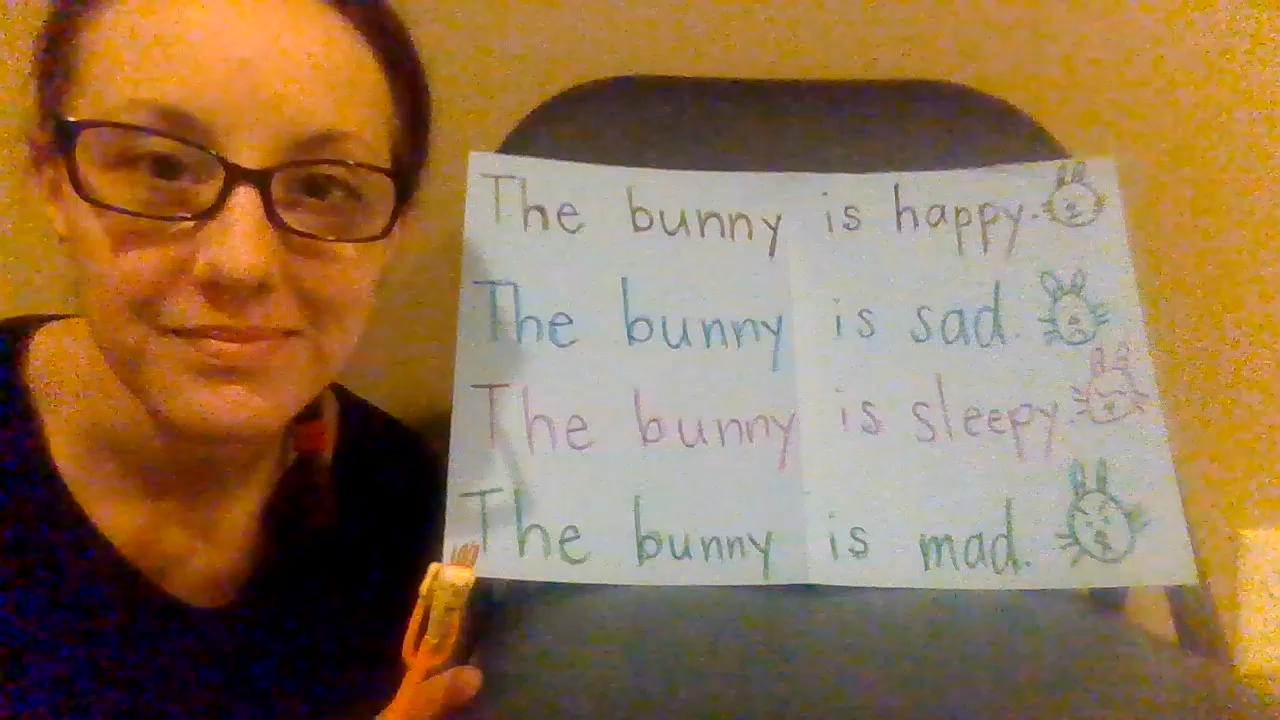 The bunny is happy.
The bunny is sad.
The bunny is sleepy.
The bunny is mad.